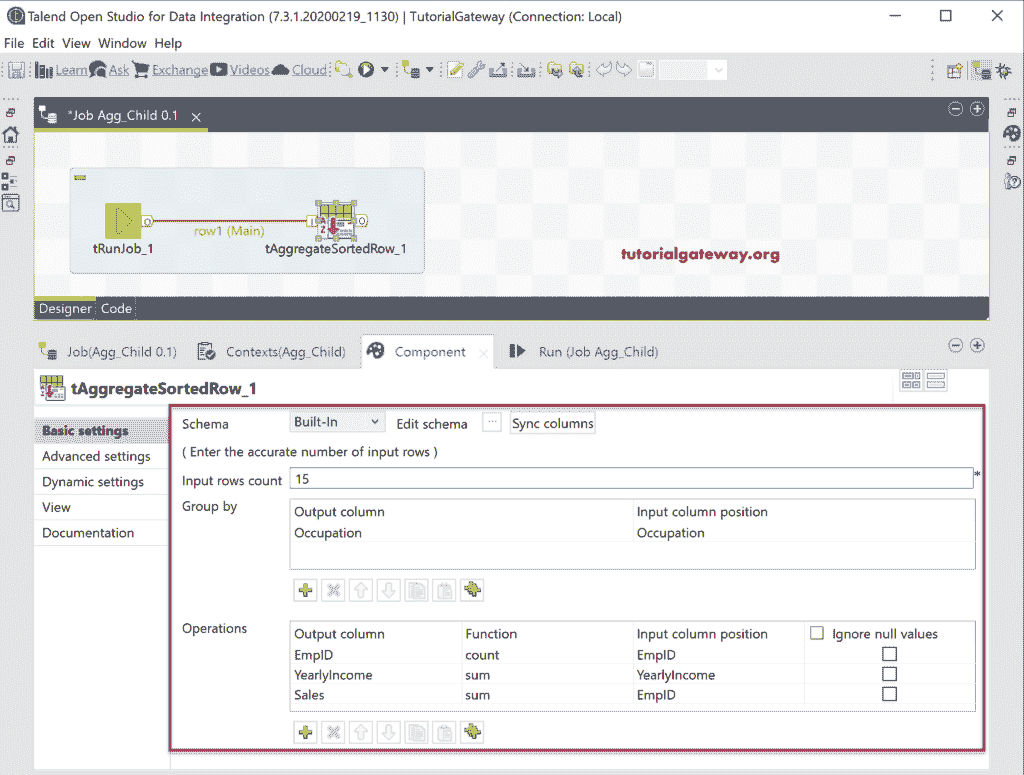 Talend Open Studio for Data Integration (7.3.1.20200219_1130) | TutorialGateway (Connection: Local)
File Edit View Window Help
Learn Ask Exchange Videos Cloud
*Job Agg_Child 0.1
row1 (Main)
tRunJob_1
tAggregateSortedRow_1
tutorialgateway.org
Designer Code
Job(Agg_Child 0.1) Contexts(Agg_Child) Component Run (Job Agg_Child)
tAggregateSortedRow_1
Basic settings
Advanced settings
Dynamic settings
View
Documentation
Schema Built-In Edit schema ... Sync columns
( Enter the accurate number of input rows )
Input rows count 15 *
Group by
Output column Input column position
Occupation Occupation
Operations
Output column Function Input column position Ignore null values
EmpID count EmpID
YearlyIncome sum YearlyIncome
Sales sum EmpID